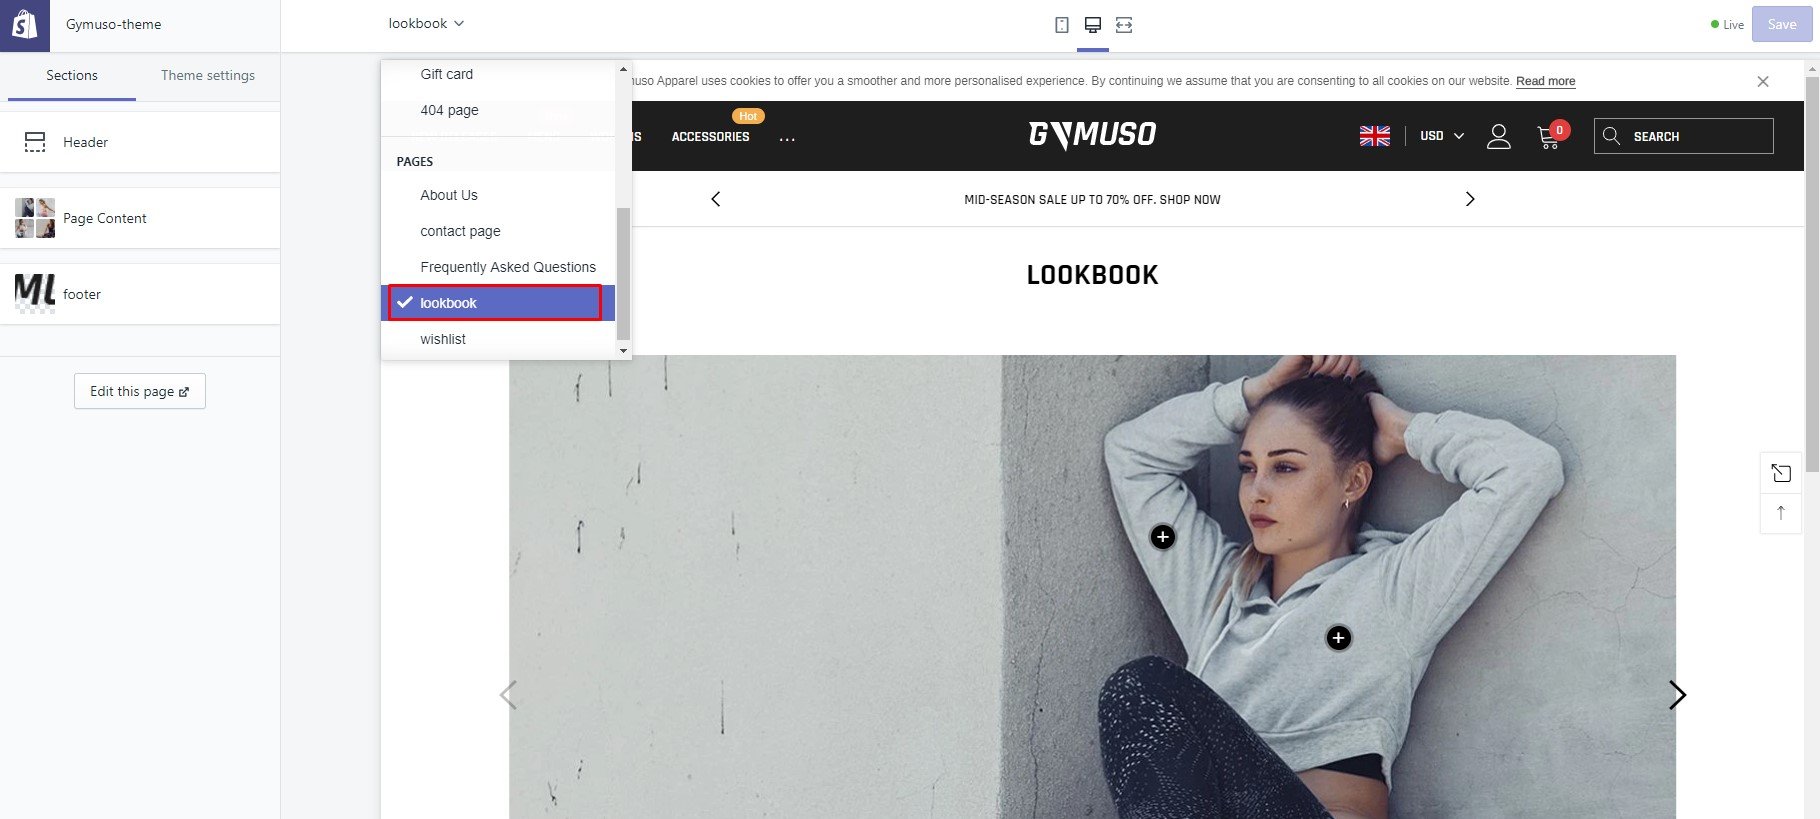 Gymuso-theme
lookbook
Live
Save
Sections
Theme settings
Header
Page Content
footer
Edit this page
Gift card
404 page
PAGES
About Us
contact page
Frequently Asked Questions
lookbook
wishlist
muso Apparel uses cookies to offer you a smoother and more personalised experience. By continuing we assume that you are consenting to all cookies on our website. Read more
Hot
S ACCESSORIES ...
GYMUSO
USD
0
SEARCH
MID-SEASON SALE UP TO 70% OFF. SHOP NOW
LOOKBOOK